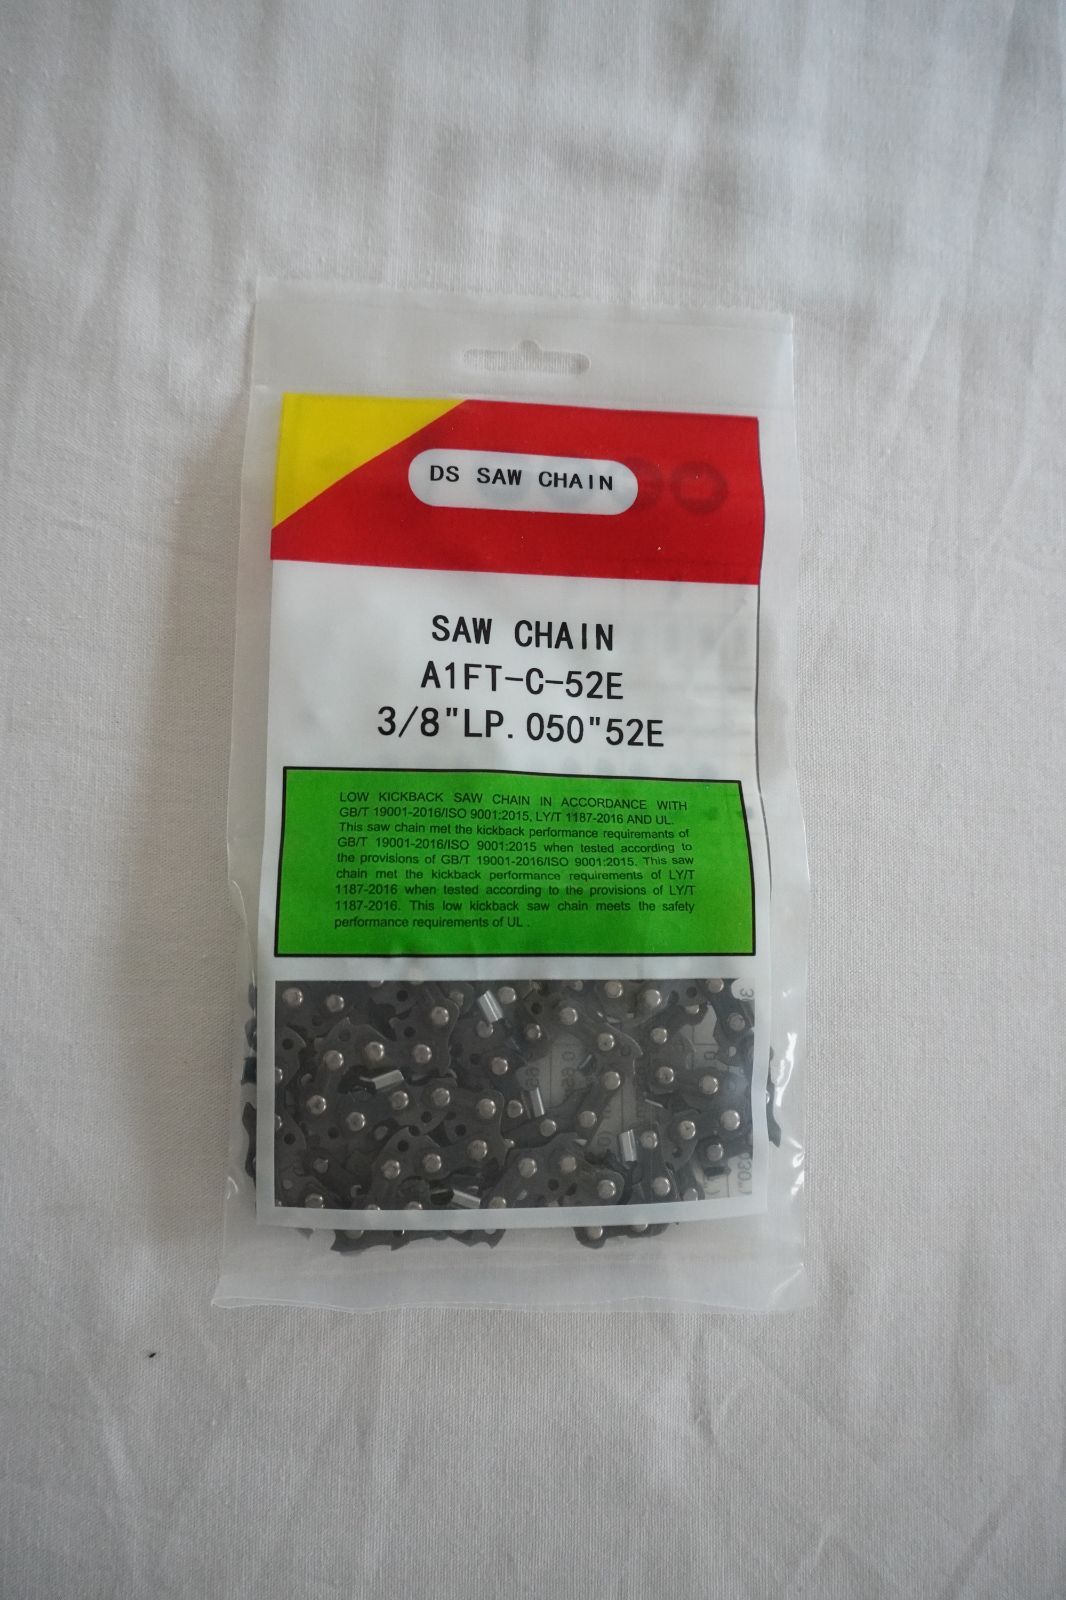 DS SAW CHAIN
SAW CHAIN
A1FT-C-52E
3/8"LP.050"52E
LOW KICKBACK SAW CHAIN IN ACCORDANCE WITH
GB/T 19001-2016/ISO 9001:2015, LY/T 1187-2016 AND UL.
This saw chain met the kickback performance requiremants of
GB/T 19001-2016/ISO 9001:2015 when tested according to
the provisions of GB/T 19001-2016/ISO 9001:2015. This saw
chain met the kickback performance requirements of LY/T
1187-2016 when tested according to the provisions of LY/T
1187-2016. This low kickback saw chain meets the safety
performance requirements of UL .